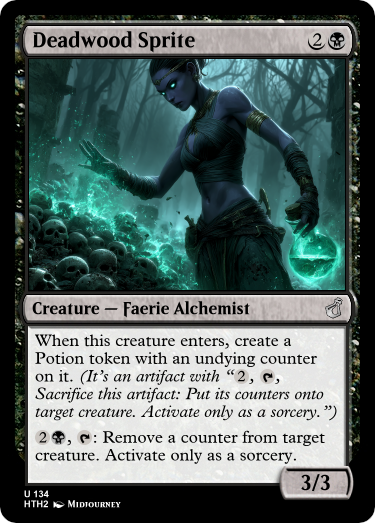 Deadwood Sprite 2
Creature — Faerie Alchemist
When this creature enters, create a
Potion token with an undying counter
on it. (It's an artifact with “2, ,
Sacrifice this artifact: Put its counters onto
target creature. Activate only as a sorcery.”)
2 , : Remove a counter from target
creature. Activate only as a sorcery.
3/3
U 134
HTH2 Midjourney